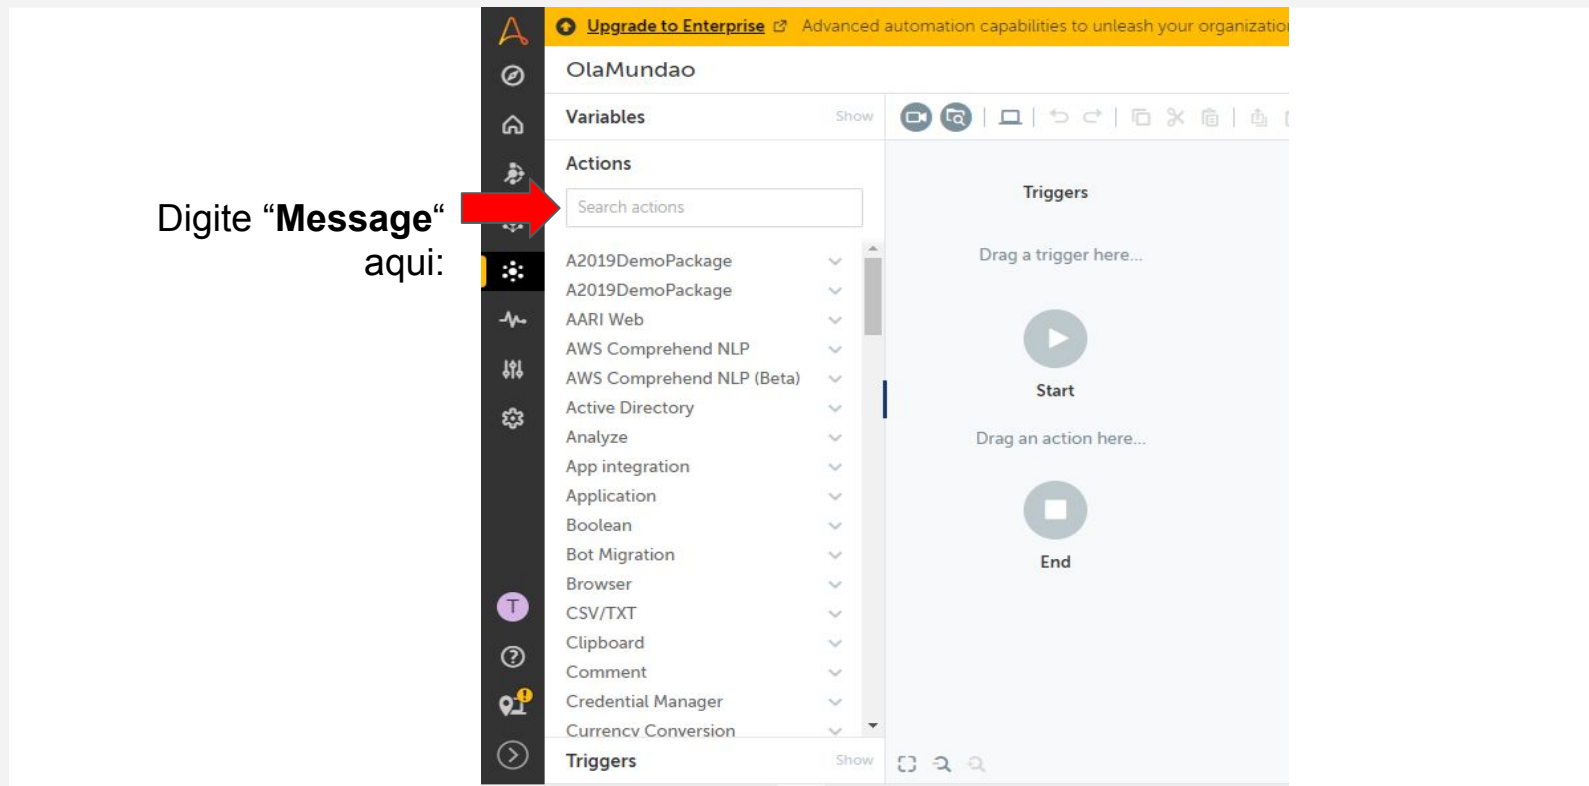 Upgrade to Enterprise Advanced automation capabilities to unleash your
OlaMundao
Variables Show
Actions
Search actions
Digite “Message“
aqui:
A2019DemoPackage
A2019DemoPackage
AARI Web
AWS Comprehend NLP
AWS Comprehend NLP (Beta)
Active Directory
Analyze
App integration
Application
Boolean
Bot Migration
Browser
CSV/TXT
Clipboard
Comment
Credential Manager
Currency Conversion
Triggers Show
T
Triggers
Drag a trigger here...
Start
Drag an action here...
End